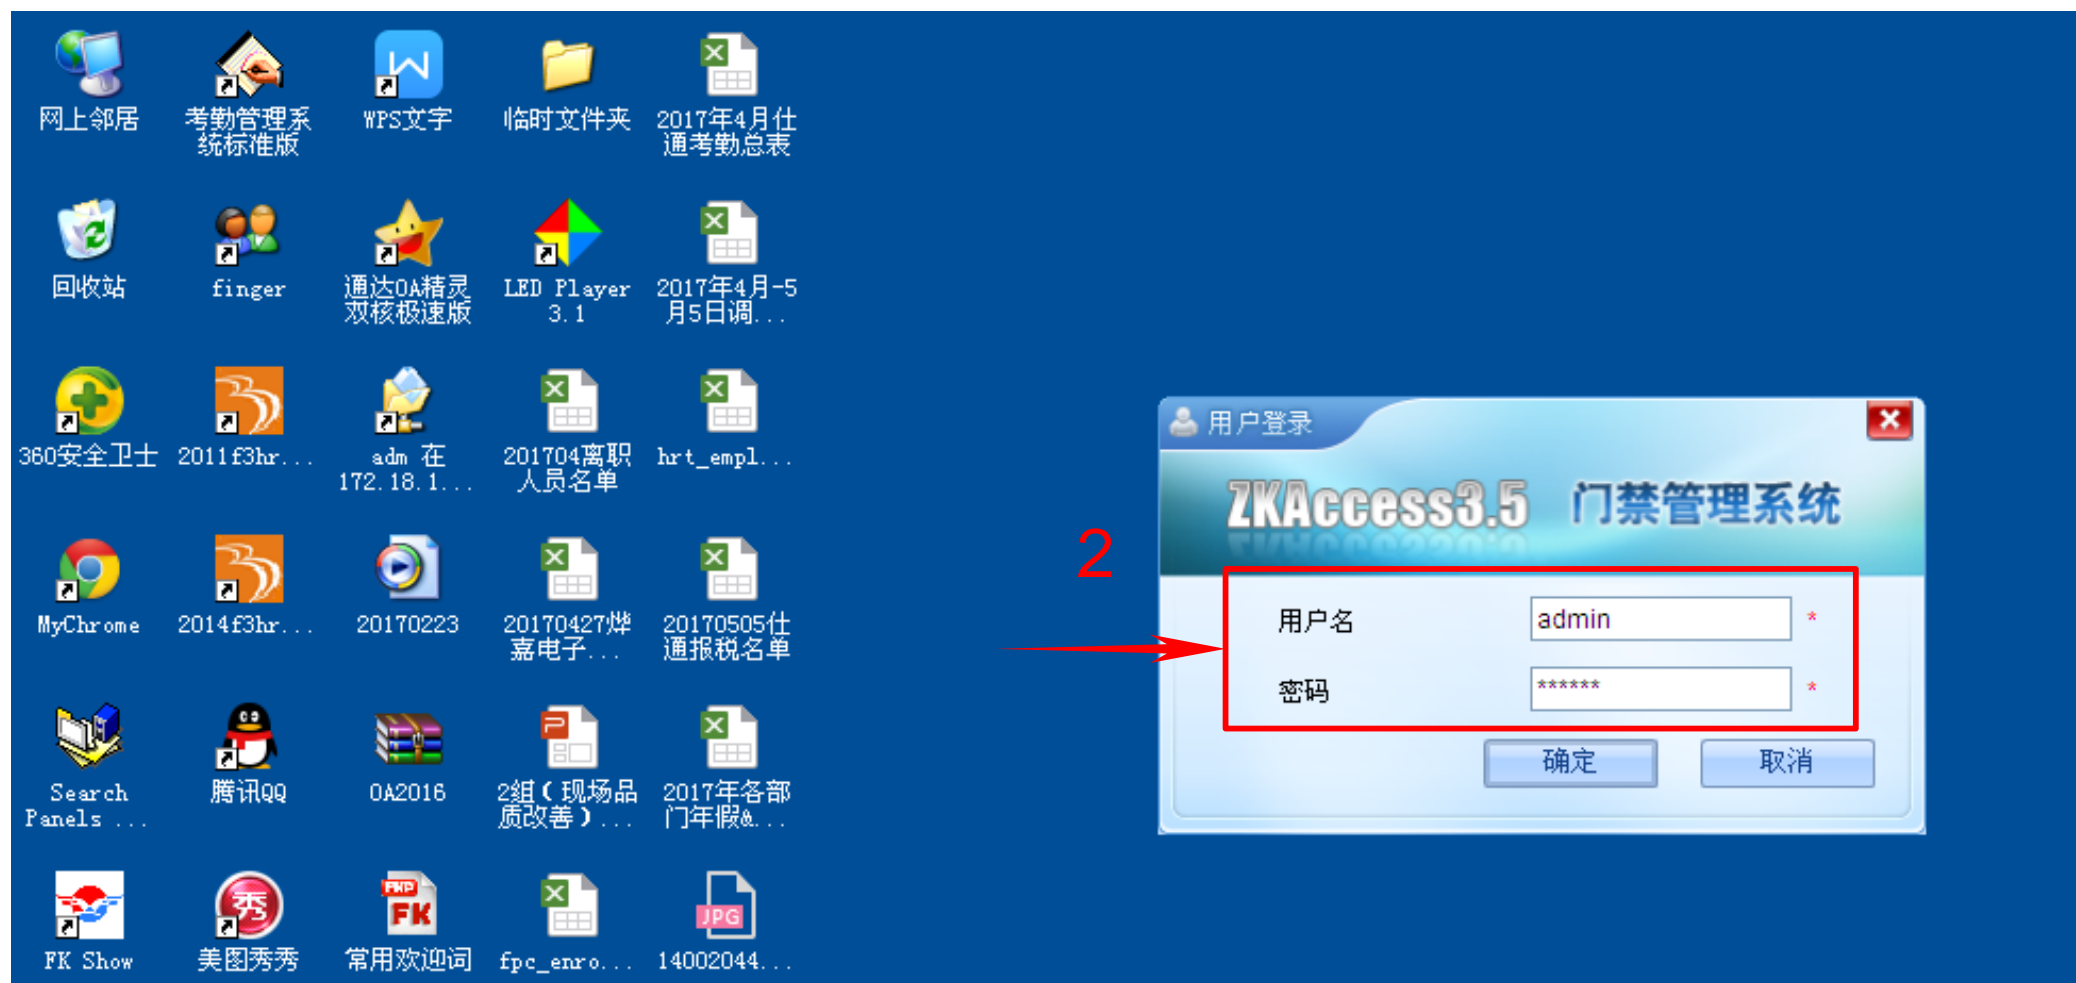 网上邻居
考勤管理系
统标准版
WPS文字
临时文件夹
2017年4月仕
通考勤总表
回收站
finger
通达OA精灵
双核极速版
LED Player
3.1
2017年4月-5
月5日调...
360安全卫士
2011f3hr...
adm 在
172.18.1...
201704离职
人员名单
hrt_empl...
MyChrome
2014f3hr...
20170223
20170427烨
嘉电子...
20170505仕
通报税名单
Search
Panels ...
腾讯QQ
OA2016
2组(现场品
质改善)...
2017年各部
门年假&...
FK Show
秀
美图秀秀
FWP
FK
常用欢迎词
fpc_enro...
JPG
14002044...
用户登录
ZKAccess3.5 门禁管理系统
2
用户名 admin *
密码 ****** *
确定 取消